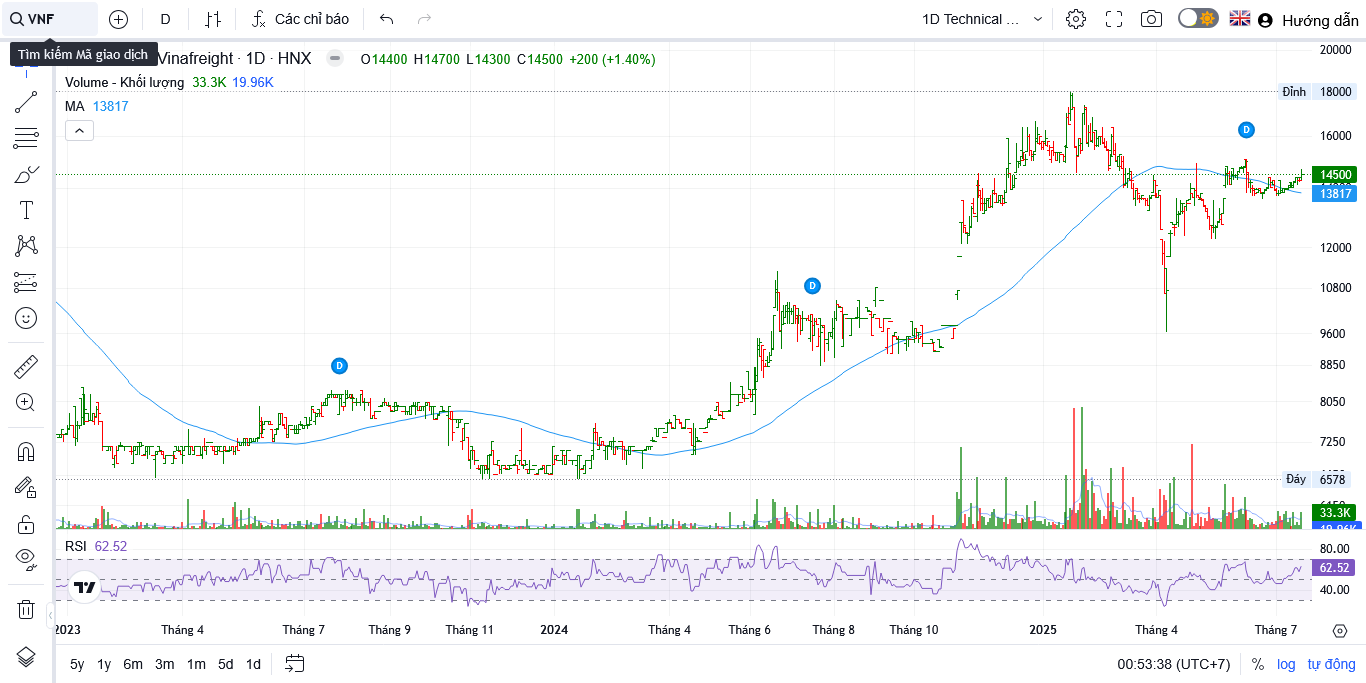 VNF D Các chỉ báo 1D Technical ... Hướng dẫn
Tìm kiếm Mã giao dịch
Vinafreight · 1D · HNX O14400 H14700 L14300 C14500 +200 (+1.40%)
Volume - Khối lượng 33.3K 19.96K
MA 13817
20000
Đỉnh 18000
D
16000
14500
13817
12000
D
10800
9600
D
8850
8050
7250
Đáy 6578
33.3K
19.96K
RSI 62.52
80.00
62.52
40.00
2023 Tháng 4 Tháng 7 Tháng 9 Tháng 11 2024 Tháng 4 Tháng 6 Tháng 8 Tháng 10 2025 Tháng 4 Tháng 7
5y 1y 6m 3m 1m 5d 1d 00:53:38 (UTC+7) % log tự động